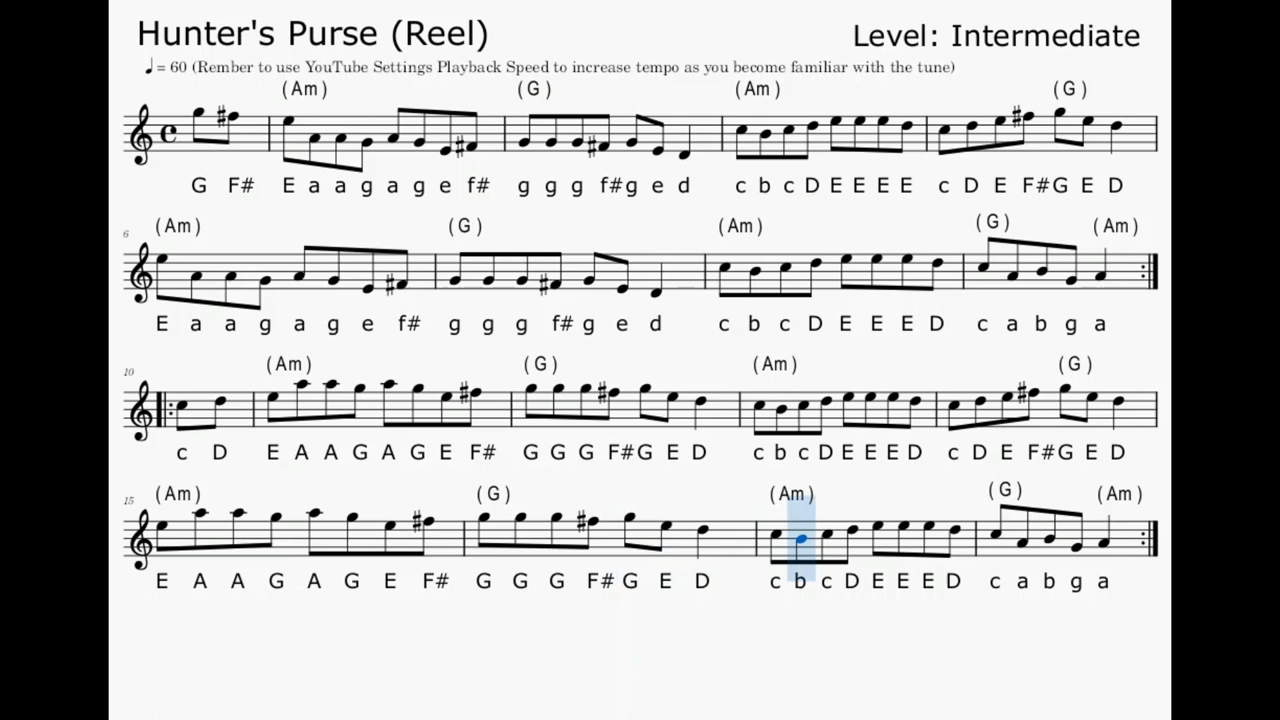 Hunter's Purse (Reel)
Level: Intermediate
♩= 60 (Rember to use YouTube Settings Playback Speed to increase tempo as you become familiar with the tune)
(Am) (G) (Am) (G)
G F# E a a g a g e f# g g g f# g e d c b c D E E E E c D E F# G E D
(Am) (G) (Am) (G) (Am)
6
E a a g a g e f# g g g f# g e d c b c D E E E D c a b g a
(Am) (G) (Am) (G)
10
c D E A A G A G E F# G G G F# G E D c b c D E E E D c D E F# G E D
(Am) (G) (Am) (G) (Am)
15
E A A G A G E F# G G G F# G E D c b c D E E E D c a b g a